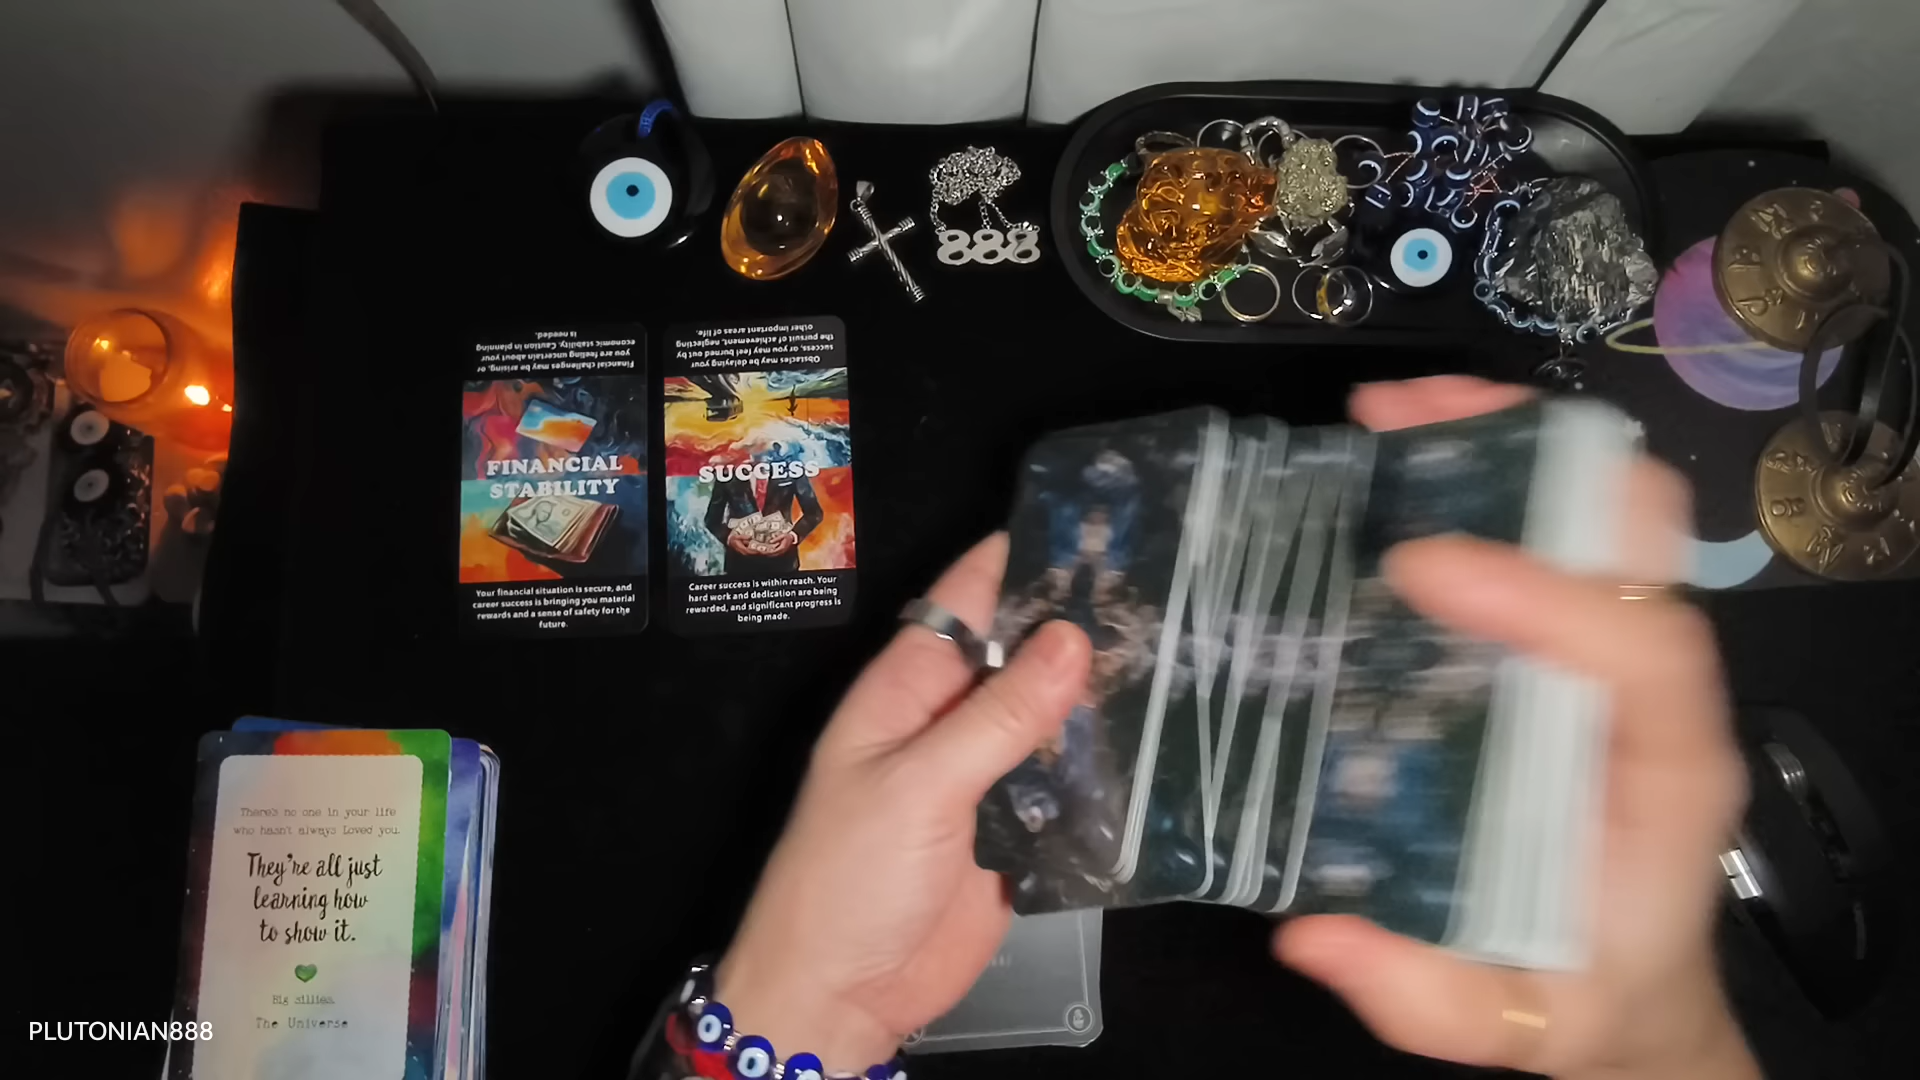 888
is
needed.
economic stability. Caution in planning
you are feeling uncertain about your
Financial challenges may be arising, or
FINANCIAL
STABILITY
Your financial situation is secure, and
career success is bringing you material
rewards and a sense of safety for the
future.
other important areas of life.
the pursuit of achievement, neglecting
success, or you may feel burned out by
Obstacles may be delaying your
SUCCESS
Career success is within reach. Your
hard work and dedication are being
rewarded, and significant progress is
being made.
There's no one in your life
who hasn't always Loved you.
They're all just
learning how
to show it.
Big sillies,
The Universe
PLUTONIAN888